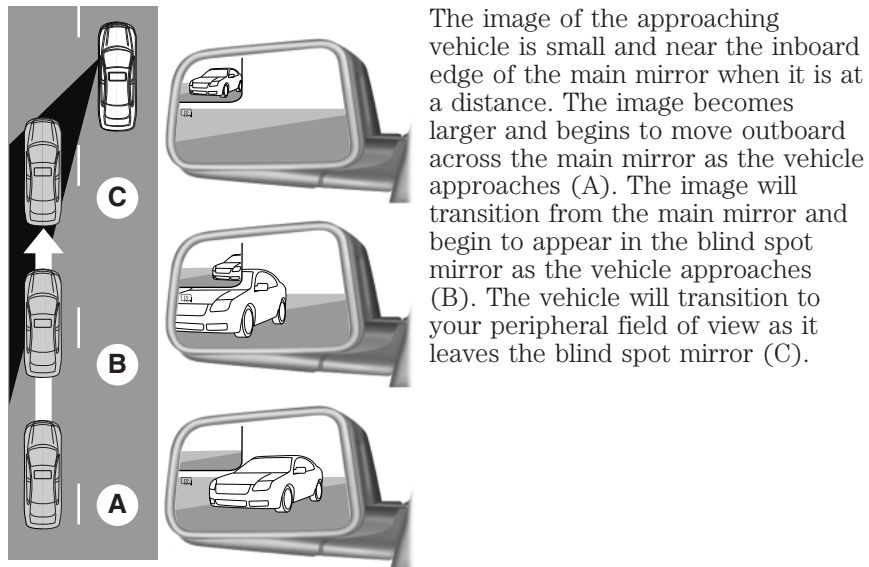 The image of the approaching
vehicle is small and near the inboard
edge of the main mirror when it is at
a distance. The image becomes
larger and begins to move outboard
across the main mirror as the vehicle
approaches (A). The image will
transition from the main mirror and
begin to appear in the blind spot
mirror as the vehicle approaches
(B). The vehicle will transition to
your peripheral field of view as it
leaves the blind spot mirror (C).
C
B
A